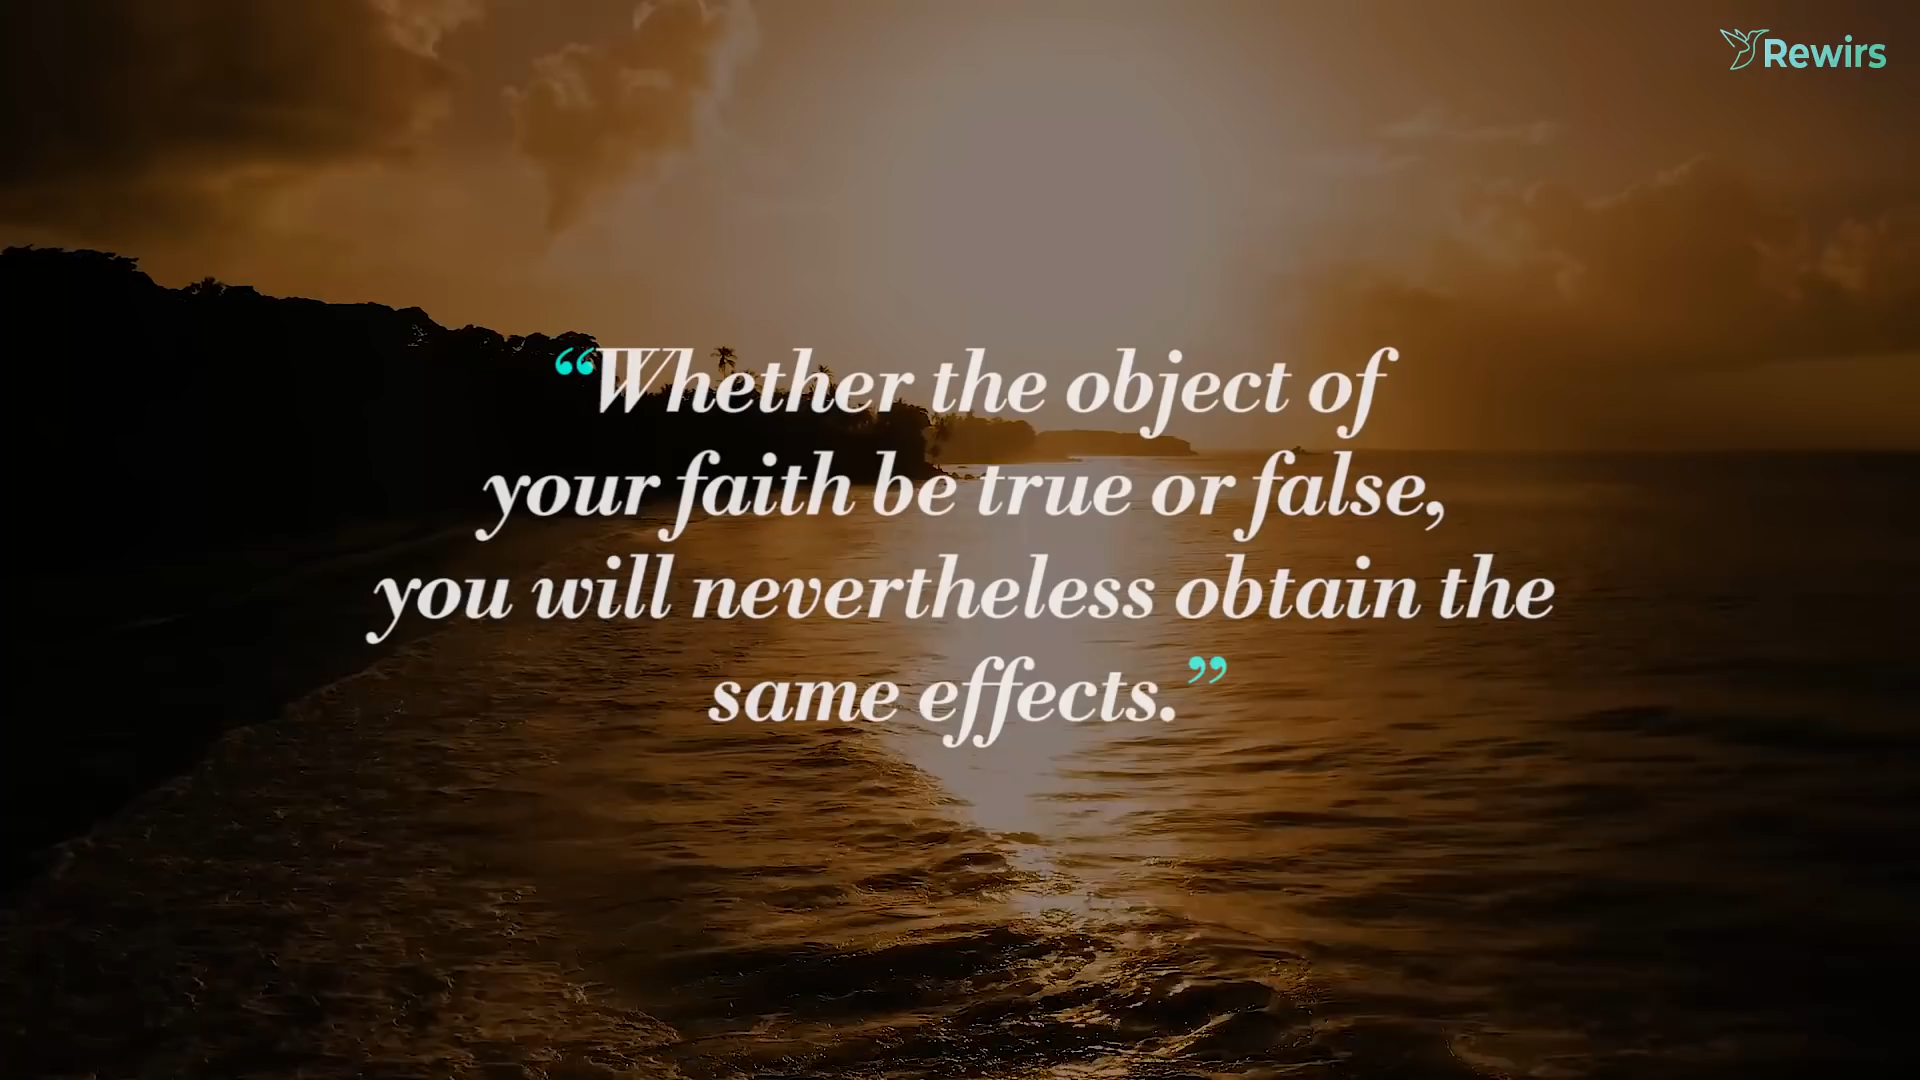 Rewirs
“Whether the object of
your faith be true or false,
you will nevertheless obtain the
same effects.”